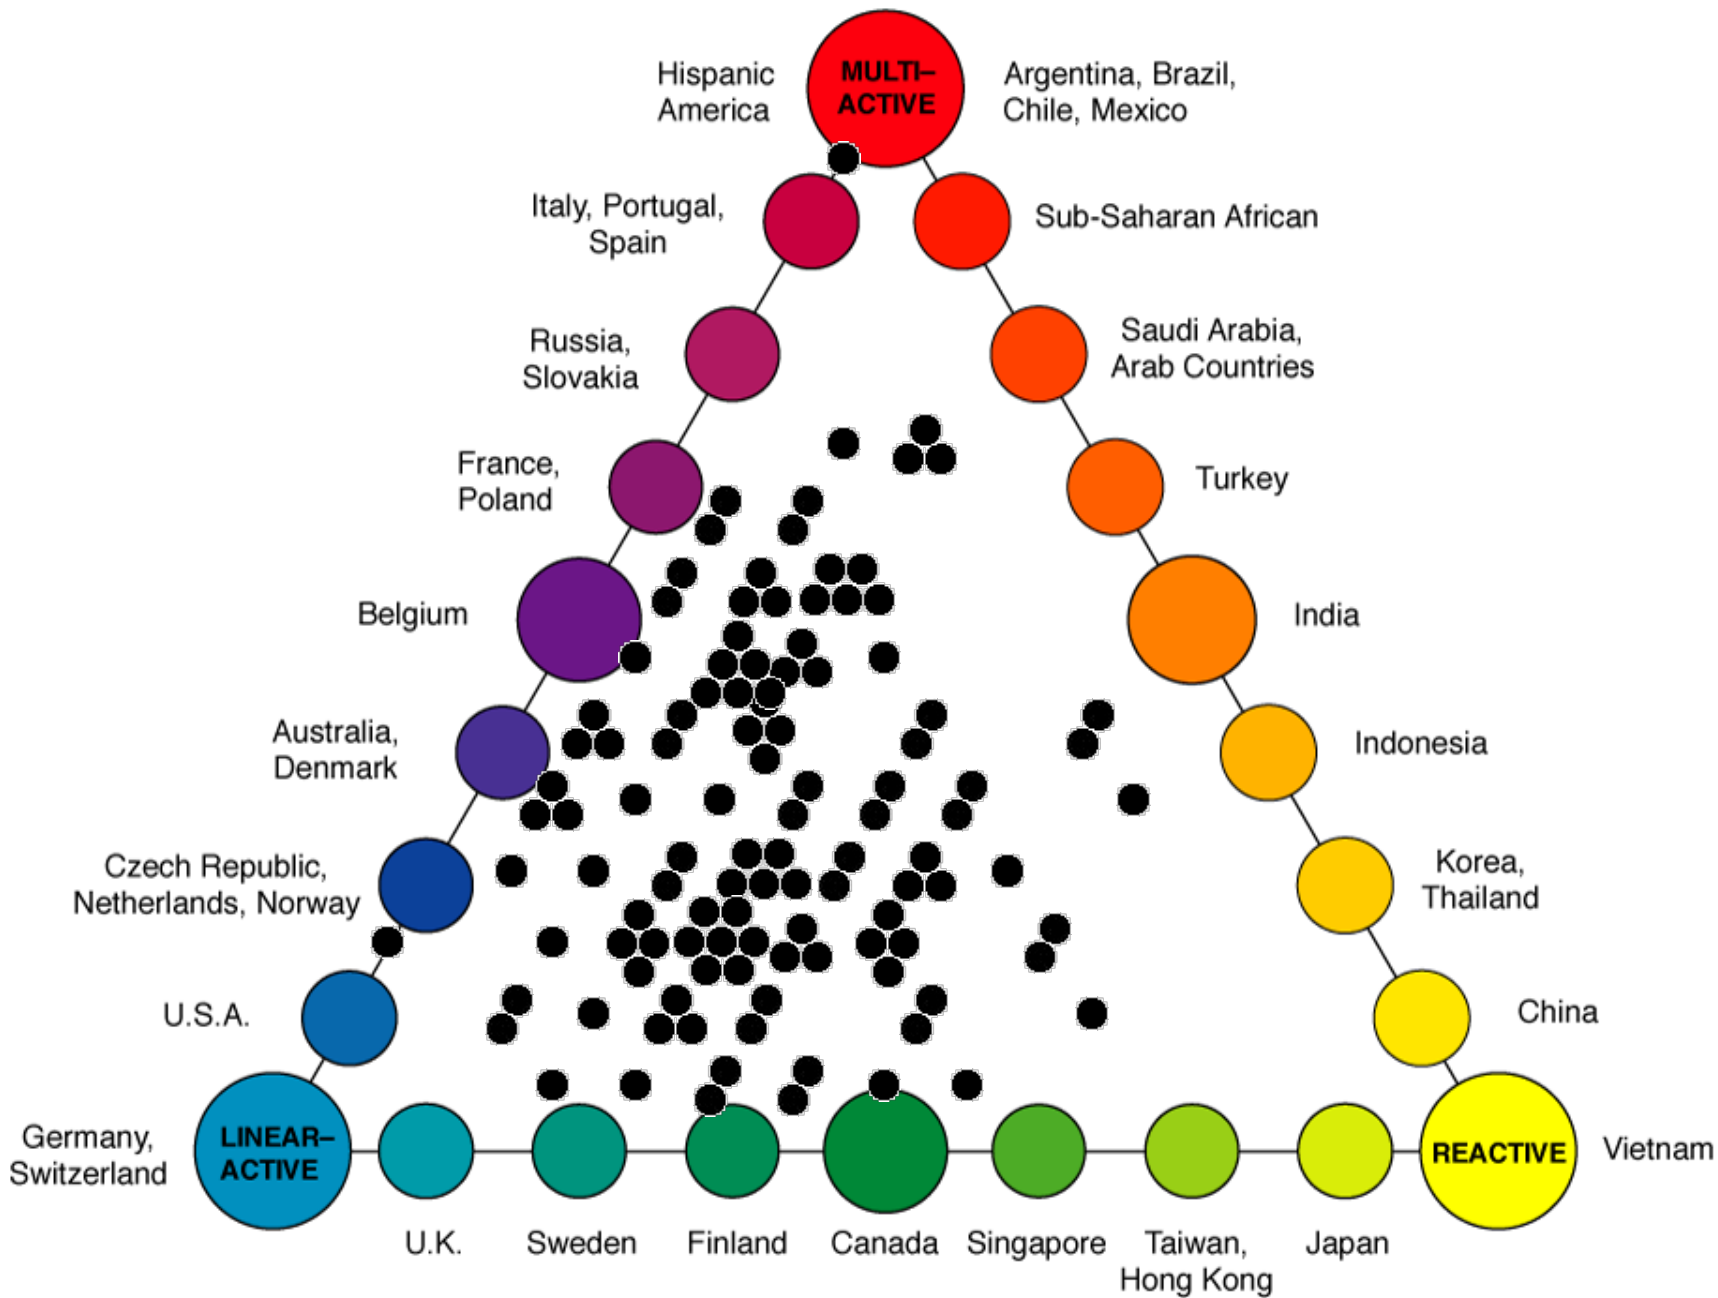 Hispanic
America
MULTI–
ACTIVE
Argentina, Brazil,
Chile, Mexico
Italy, Portugal,
Spain
Sub-Saharan African
Russia,
Slovakia
Saudi Arabia,
Arab Countries
France,
Poland
Turkey
Belgium
India
Australia,
Denmark
Indonesia
Czech Republic,
Netherlands, Norway
Korea,
Thailand
U.S.A.
China
Germany,
Switzerland
LINEAR–
ACTIVE
REACTIVE
Vietnam
U.K.
Sweden
Finland
Canada
Singapore
Taiwan,
Hong Kong
Japan